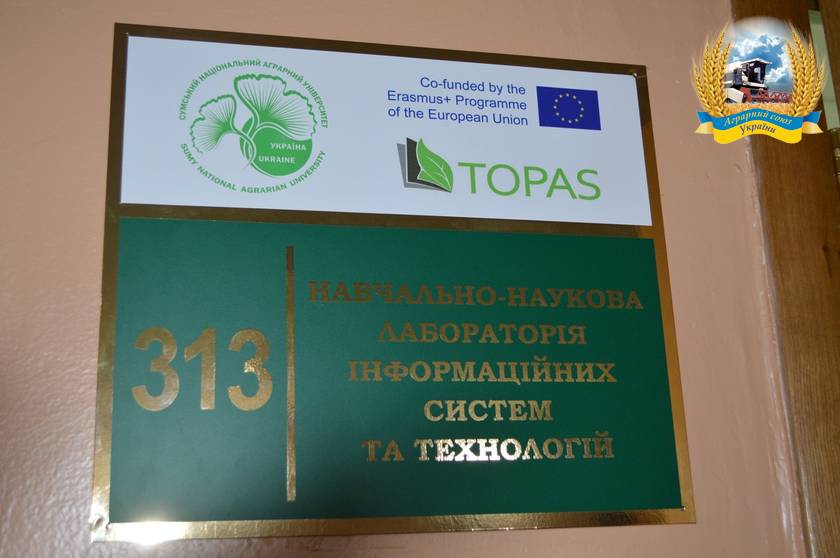 СУМСЬКИЙ НАЦІОНАЛЬНИЙ АГРАРНИЙ УНІВЕРСИТЕТ
УКРАЇНА
UKRAINE
SUMY NATIONAL AGRARIAN UNIVERSITY
Co-funded by the
Erasmus+ Programme
of the European Union
TOPAS
313
НАВЧАЛЬНО-НАУКОВА
ЛАБОРАТОРІЯ
ІНФОРМАЦІЙНИХ
СИСТЕМ
ТА ТЕХНОЛОГІЙ
Аграрний союз
України